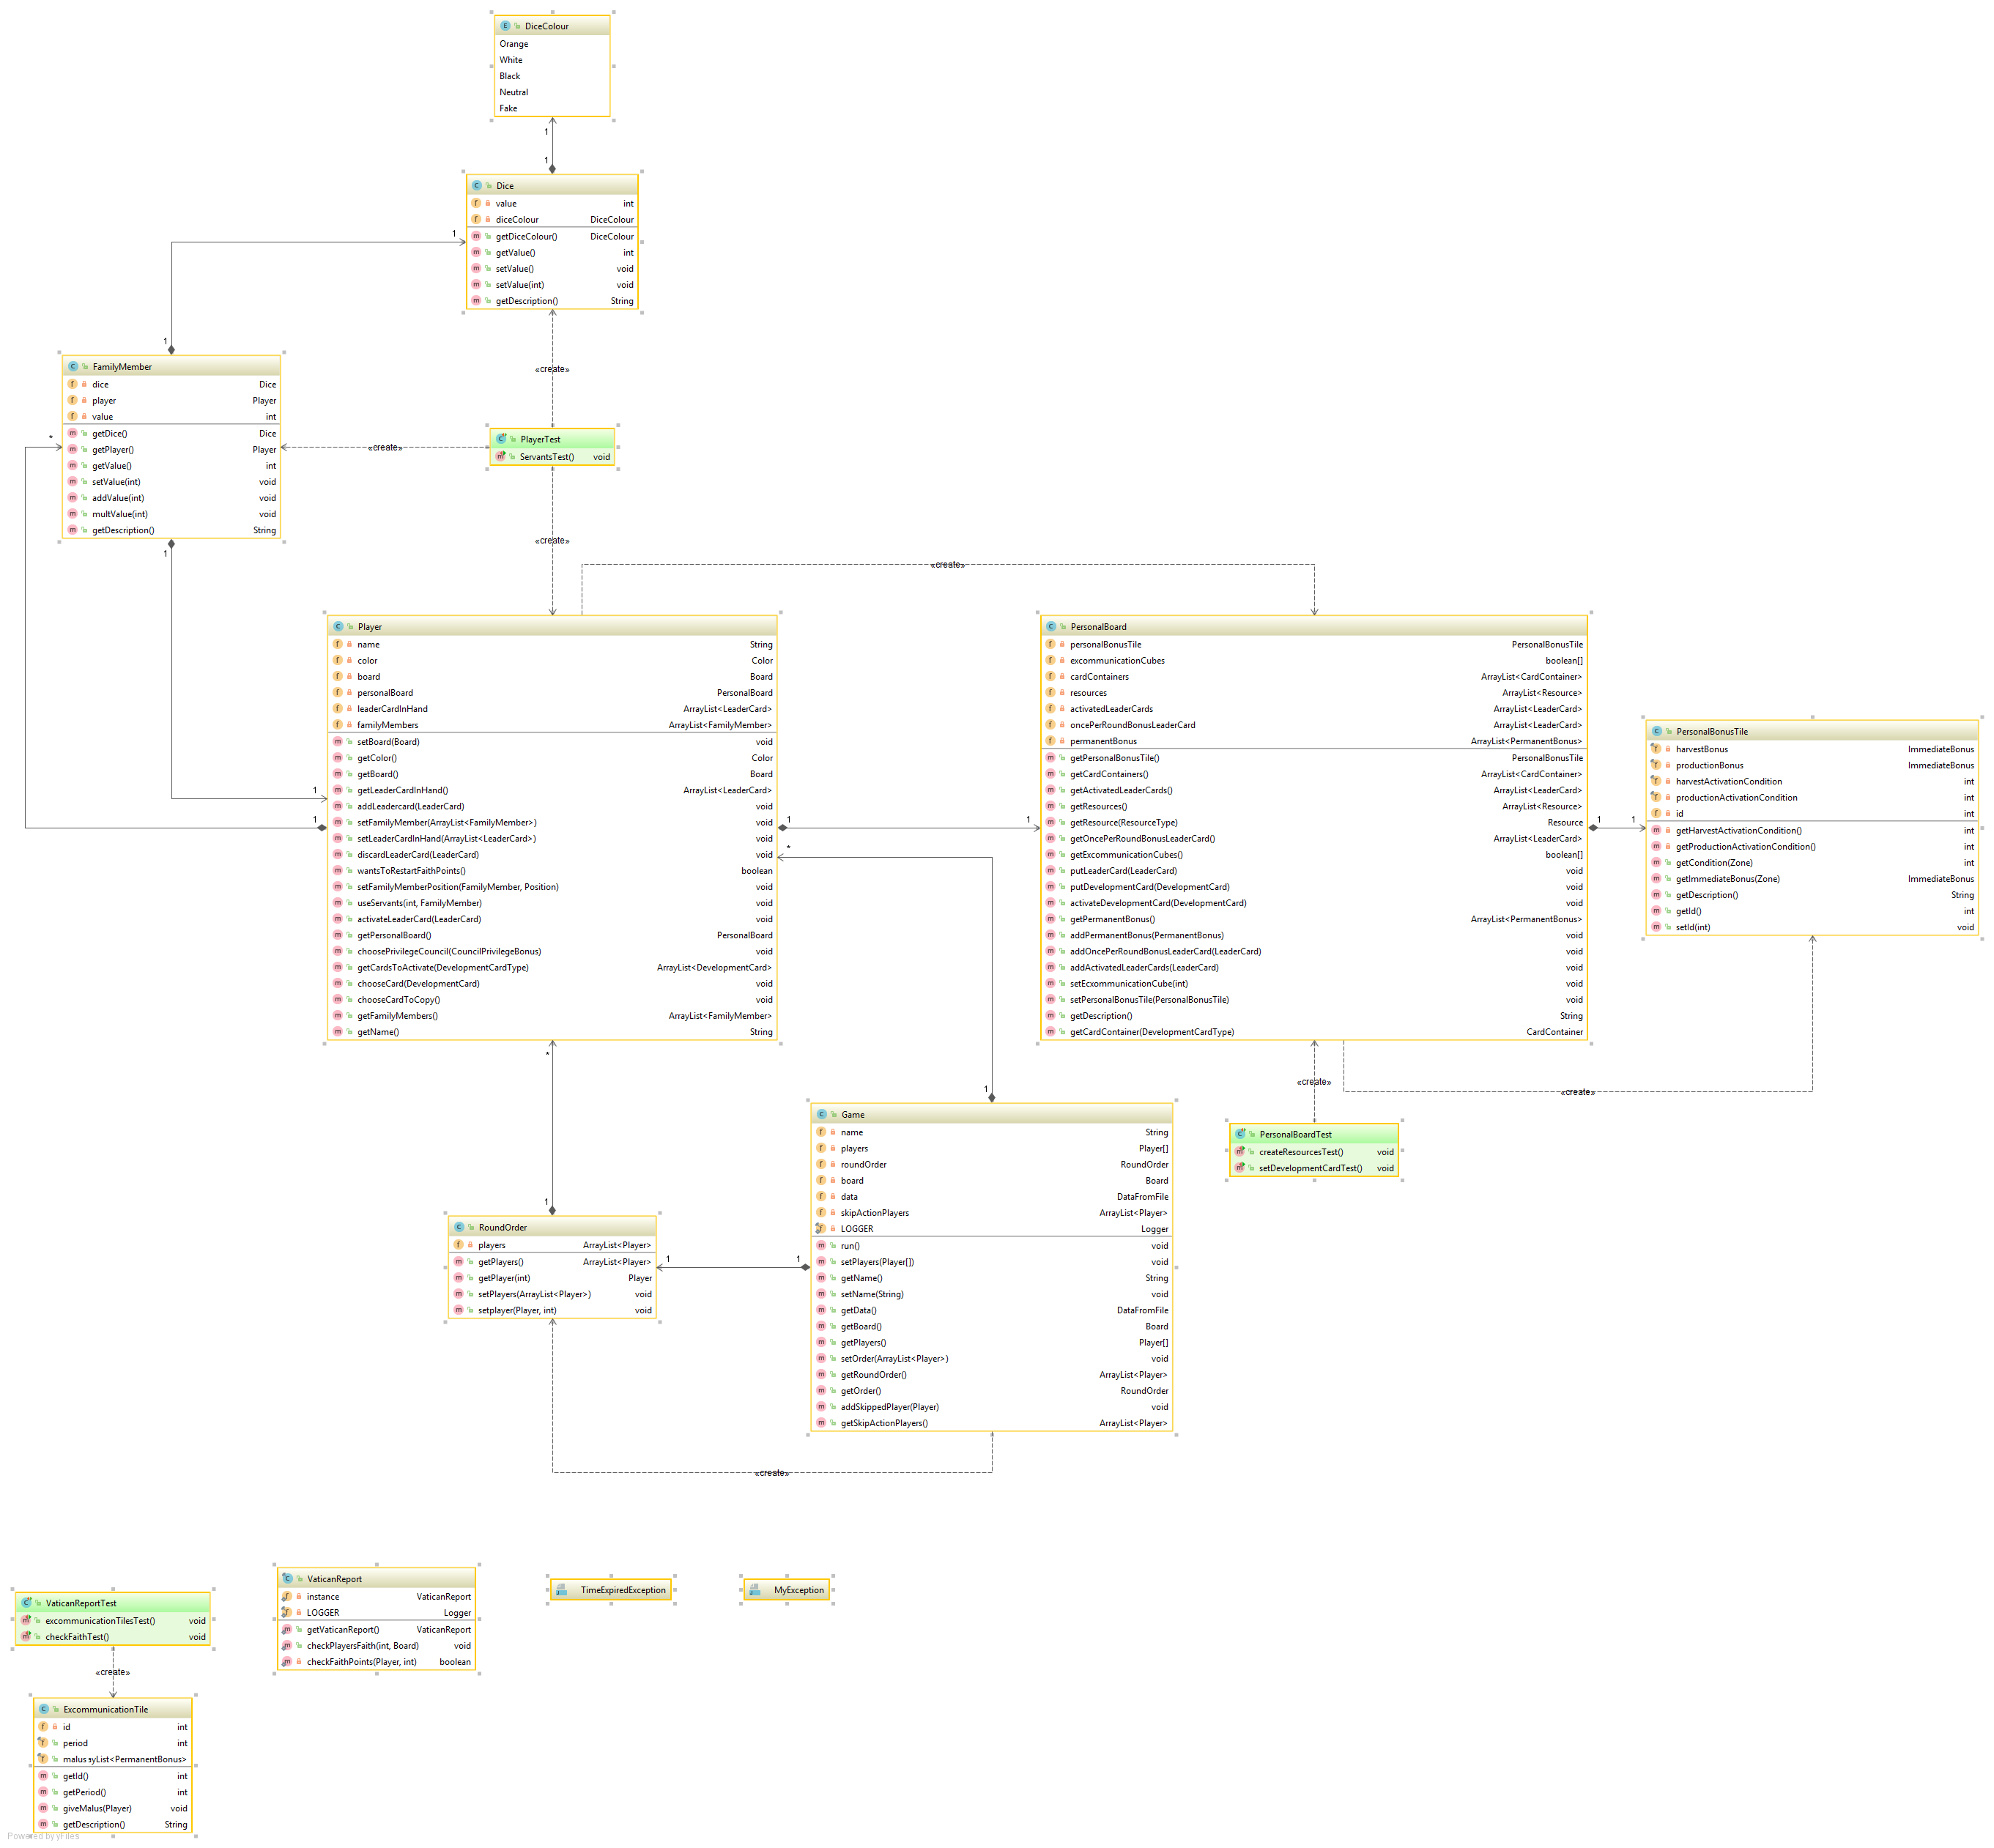 DiceColour
Orange
White
Black
Neutral
Fake
1
1
Dice
value int
diceColour DiceColour
getDiceColour() DiceColour
getValue() int
setValue() void
setValue(int) void
getDescription() String
1
1
«create»
FamilyMember
dice Dice
player Player
value int
getDice() Dice
getPlayer() Player
getValue() int
setValue(int) void
addValue(int) void
multValue(int) void
getDescription() String
*
«create»
PlayerTest
ServantsTest() void
1
«create»
«create»
Player
name String
color Color
board Board
personalBoard PersonalBoard
leaderCardInHand ArrayList<LeaderCard>
familyMembers ArrayList<FamilyMember>
setBoard(Board) void
getColor() Color
getBoard() Board
getLeaderCardInHand() ArrayList<LeaderCard>
addLeadercard(LeaderCard) void
setFamilyMember(ArrayList<FamilyMember>) void
setLeaderCardInHand(ArrayList<LeaderCard>) void
discardLeaderCard(LeaderCard) void
wantsToRestartFaithPoints() boolean
setFamilyMemberPosition(FamilyMember, Position) void
useServants(int, FamilyMember) void
activateLeaderCard(LeaderCard) void
getPersonalBoard() PersonalBoard
choosePrivilegeCouncil(CouncilPrivilegeBonus) void
getCardsToActivate(DevelopmentCardType) ArrayList<DevelopmentCard>
chooseCard(DevelopmentCard) void
chooseCardToCopy() void
getFamilyMembers() ArrayList<FamilyMember>
getName() String
1
1
1
1
*
PersonalBoard
personalBonusTile PersonalBonusTile
excommunicationCubes boolean[]
cardContainers ArrayList<CardContainer>
resources ArrayList<Resource>
activatedLeaderCards ArrayList<LeaderCard>
oncePerRoundBonusLeaderCard ArrayList<LeaderCard>
permanentBonus ArrayList<PermanentBonus>
getPersonalBonusTile() PersonalBonusTile
getCardContainers() ArrayList<CardContainer>
getActivatedLeaderCards() ArrayList<LeaderCard>
getResources() ArrayList<Resource>
getResource(ResourceType) Resource
getOncePerRoundBonusLeaderCard() ArrayList<LeaderCard>
getExcommunicationCubes() boolean[]
putLeaderCard(LeaderCard) void
putDevelopmentCard(DevelopmentCard) void
activateDevelopmentCard(DevelopmentCard) void
getPermanentBonus() ArrayList<PermanentBonus>
addPermanentBonus(PermanentBonus) void
addOncePerRoundBonusLeaderCard(LeaderCard) void
addActivatedLeaderCards(LeaderCard) void
setEcxommunicationCube(int) void
setPersonalBonusTile(PersonalBonusTile) void
getDescription() String
getCardContainer(DevelopmentCardType) CardContainer
1
1
PersonalBonusTile
harvestBonus ImmediateBonus
productionBonus ImmediateBonus
harvestActivationCondition int
productionActivationCondition int
id int
getHarvestActivationCondition() int
getProductionActivationCondition() int
getCondition(Zone) int
getImmediateBonus(Zone) ImmediateBonus
getDescription() String
getId() int
setId(int) void
*
1
«create»
«create»
Game
name String
players Player[]
roundOrder RoundOrder
board Board
data DataFromFile
skipActionPlayers ArrayList<Player>
LOGGER Logger
run() void
setPlayers(Player[]) void
getName() String
setName(String) void
getData() DataFromFile
getBoard() Board
getPlayers() Player[]
setOrder(ArrayList<Player>) void
getRoundOrder() ArrayList<Player>
getOrder() RoundOrder
addSkippedPlayer(Player) void
getSkipActionPlayers() ArrayList<Player>
PersonalBoardTest
createResourcesTest() void
setDevelopmentCardTest() void
1
RoundOrder
players ArrayList<Player>
getPlayers() ArrayList<Player>
getPlayer(int) Player
setPlayers(ArrayList<Player>) void
setplayer(Player, int) void
1
1
«create»
VaticanReportTest
excommunicationTilesTest() void
checkFaithTest() void
VaticanReport
instance VaticanReport
LOGGER Logger
getVaticanReport() VaticanReport
checkPlayersFaith(int, Board) void
checkFaithPoints(Player, int) boolean
TimeExpiredException
MyException
«create»
ExcommunicationTile
id int
period int
malus ayList<PermanentBonus>
getId() int
getPeriod() int
giveMalus(Player) void
getDescription() String
Powered by yFiles